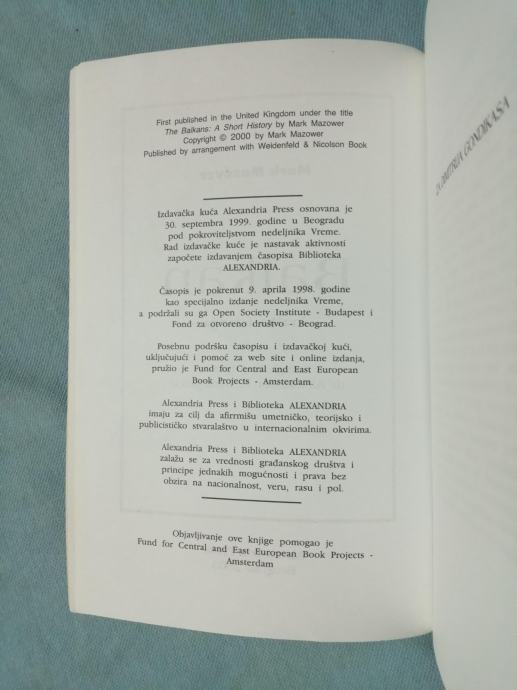 First published in the United Kingdom under the title
The Balkans: A Short History by Mark Mazower
Copyright © 2000 by Mark Mazower
Published by arrangement with Weidenfeld & Nicolson Book
Izdavačka kuća Alexandria Press osnovana je
30. septembra 1999. godine u Beogradu
pod pokroviteljstvom nedeljnika Vreme.
Rad izdavačke kuće je nastavak aktivnosti
započete izdavanjem časopisa Biblioteka
ALEXANDRIA.
Časopis je pokrenut 9. aprila 1998. godine
kao specijalno izdanje nedeljnika Vreme,
a podržali su ga Open Society Institute - Budapest i
Fond za otvoreno društvo - Beograd.
Posebnu podršku časopisu i izdavačkoj kući,
uključujući i pomoć za web site i online izdanja,
pružio je Fund for Central and East European
Book Projects - Amsterdam.
Alexandria Press i Biblioteka ALEXANDRIA
imaju za cilj da afirmišu umetničko, teorijsko i
publicističko stvaralaštvo u internacionalnim okvirima.
Alexandria Press i Biblioteka ALEXANDRIA
zalažu se za vrednosti građanskog društva i
principe jednakih mogućnosti i prava bez
obzira na nacionalnost, veru, rasu i pol.
Objavljivanje ove knjige pomogao je
Fund for Central and East European Book Projects -
Amsterdam
ZA DIMITRIJA GONDIKASA